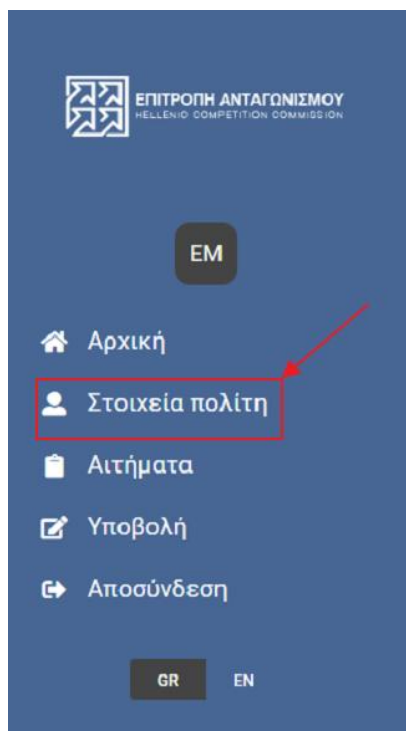 ΕΠΙΤΡΟΠΗ ΑΝΤΑΓΩΝΙΣΜΟΥ
HELLENIC COMPETITION COMMISSION
EM
Αρχική
Στοιχεία πολίτη
Αιτήματα
Υποβολή
Αποσύνδεση
GR EN